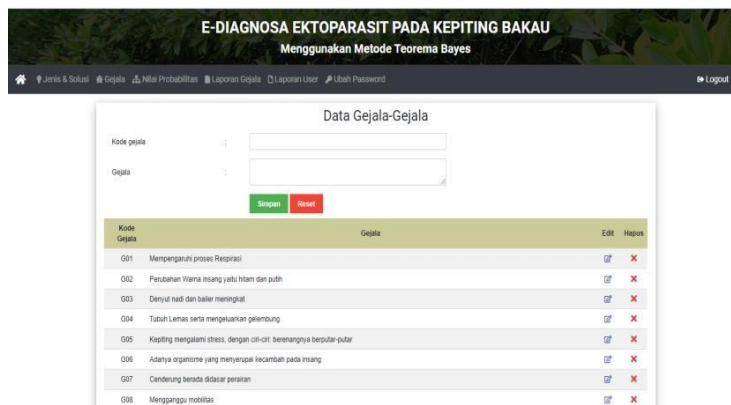 E-DIAGNOSA EKTOPARASIT PADA KEPITING BAKAU
Menggunakan Metode Teorema Bayes
Jenis & Solusi Gejala Nilai Probabilitas Laporan Gejala Laporan User Ubah Password Logout
Data Gejala-Gejala
Kode gejala :
Gejala :
Simpan Reset
Kode Gejala Gejala Edit Hapus
G01 Mempengaruhi proses Respirasi
G02 Perubahan Warna insang yaitu hitam dan putih
G03 Denyut nadi dan bailer meningkat
G04 Tubuh Lemas serta mengeluarkan gelembung
G05 Kepiting mengalami stress, dengan ciri-ciri: berenangnya berputar-putar
G06 Adanya organisme yang menyerupai kecambah pada insang
G07 Cenderung berada didasar perairan
G08 Mengganggu mobilitas